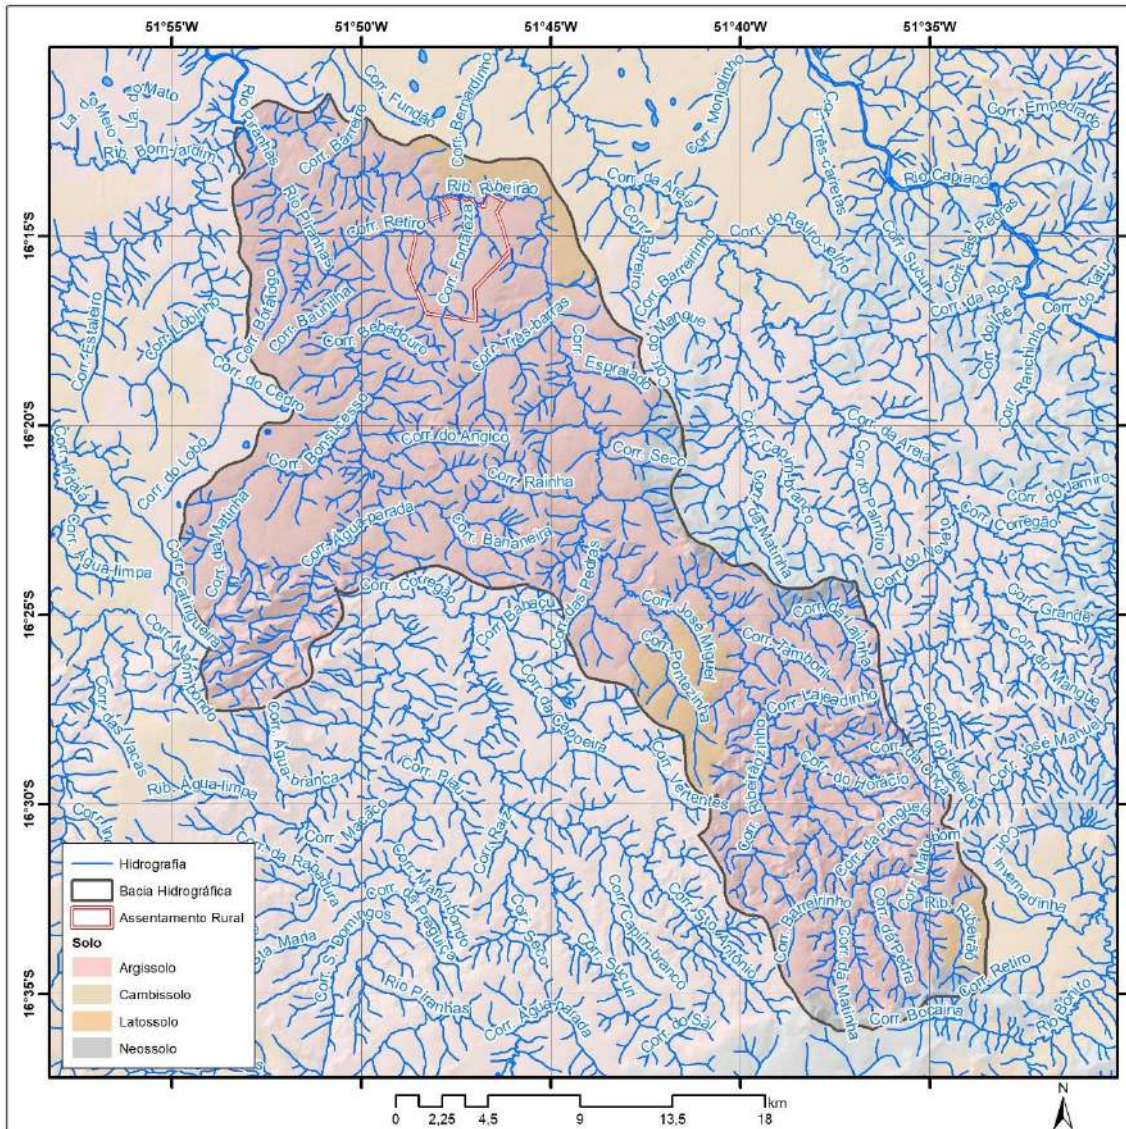 51°55'W
51°50'W
51°45'W
51°40'W
51°35'W
La. do Meio
La. do Mato
Rib. Bom-jardim
Rio Piranhas
Corr. Fundão
Corr. Barreiro
Corr. Bernardinho
Corr. Monjolinho
Corr. Três-barras
Corr. Empedrado
Rio Caiapó
Corr. da Areia
Rib. Ribeirão
16°15'S
Rio Piranhas
Corr. Retiro
Corr. Fortaleza
Corr. Barreiro
Corr. Barreirinho
Corr. do Retiro-velho
Corr. Sucuri
Corr. das Pedras
Corr. da Roça
Corr. do Tatu
Corr. Estaleiro
Corr. Lobinho
Corr. Botafogo
Corr. Baunilha
Corr. Bebedouro
Corr. Três-barras
Corr. Espraiado
Corr. do Mangue
Corr. do Ipê
Corr. Ranchinho
Corr. do Cedro
16°20'S
Corr. do Lobo
Corr. Bonsucesso
Corr. do Angico
Corr. Seco
Corr. Rainha
Corr. Capim-branco
Corr. da Matinha
Corr. do Palmito
Corr. da Areia
Corr. do Jamiro
Corr. Corregão
Corr. da Matinha
Corr. Água-parada
Corr. Bananeira
Corr. Água-limpa
Corr. Catingueira
Corr. do Novato
16°25'S
Corr. Corregão
Corr. Babaçu
Corr. das Pedras
Corr. José Miguel
Corr. Pontezinha
Corr. da Lajinha
Corr. Tamboril
Corr. Grande
Corr. do Mangue
Corr. Marimbondo
Corr. Lajeadinho
Corr. das Vacas
Corr. Água-branca
Corr. da Capoeira
Corr. Vertentes
Corr. Ribeirãozinho
Corr. da Onça
Corr. do Horácio
Corr. José Manuel
Rib. Água-limpa
16°30'S
Corr. Macaco
Corr. Raiz
Corr. da Pinguela
Corr. Mato-bom
Corr. Invernadinha
Corr. da Rapadura
Corr. Marimbondo
Corr. S. Domingos
Corr. Seco
Corr. Capim-branco
Corr. Sto. Antônio
Corr. Barreirinho
Corr. da Pedra
Rib. Ribeirão
Corr. Sucuri
Corr. da Matinha
Corr. Retiro
16°35'S
Rio Piranhas
Corr. Água-parada
Corr. do Sal
Corr. Bocaina
Rio Bonito
Hidrografia
Bacia Hidrográfica
Assentamento Rural
Solo
Argissolo
Cambissolo
Latossolo
Neossolo
km
0 2,25 4,5 9 13,5 18
N